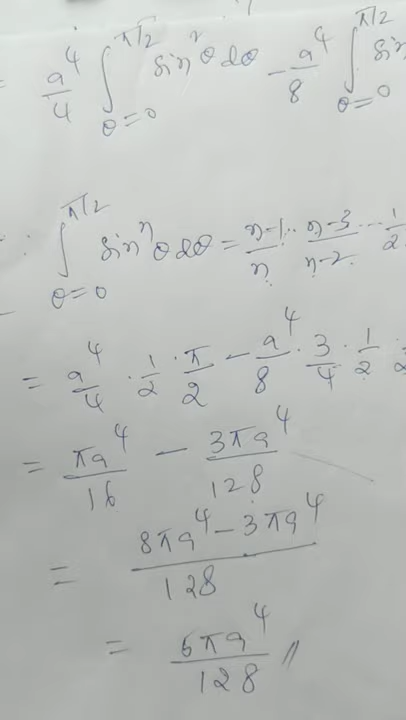 = a⁴/4 ∫_{θ=0}^{π/2} sin²θ dθ - a⁴/8 ∫_{θ=0}^{π/2} sin
∴ ∫_{θ=0}^{π/2} sinⁿθ dθ = n-1/n · n-3/n-2 ... 1/2
= a⁴/4 · 1/2 · π/2 - a⁴/8 · 3/4 · 1/2 ·
= πa⁴/16 - 3πa⁴/128
= 8πa⁴ - 3πa⁴/128
= 5πa⁴/128 //